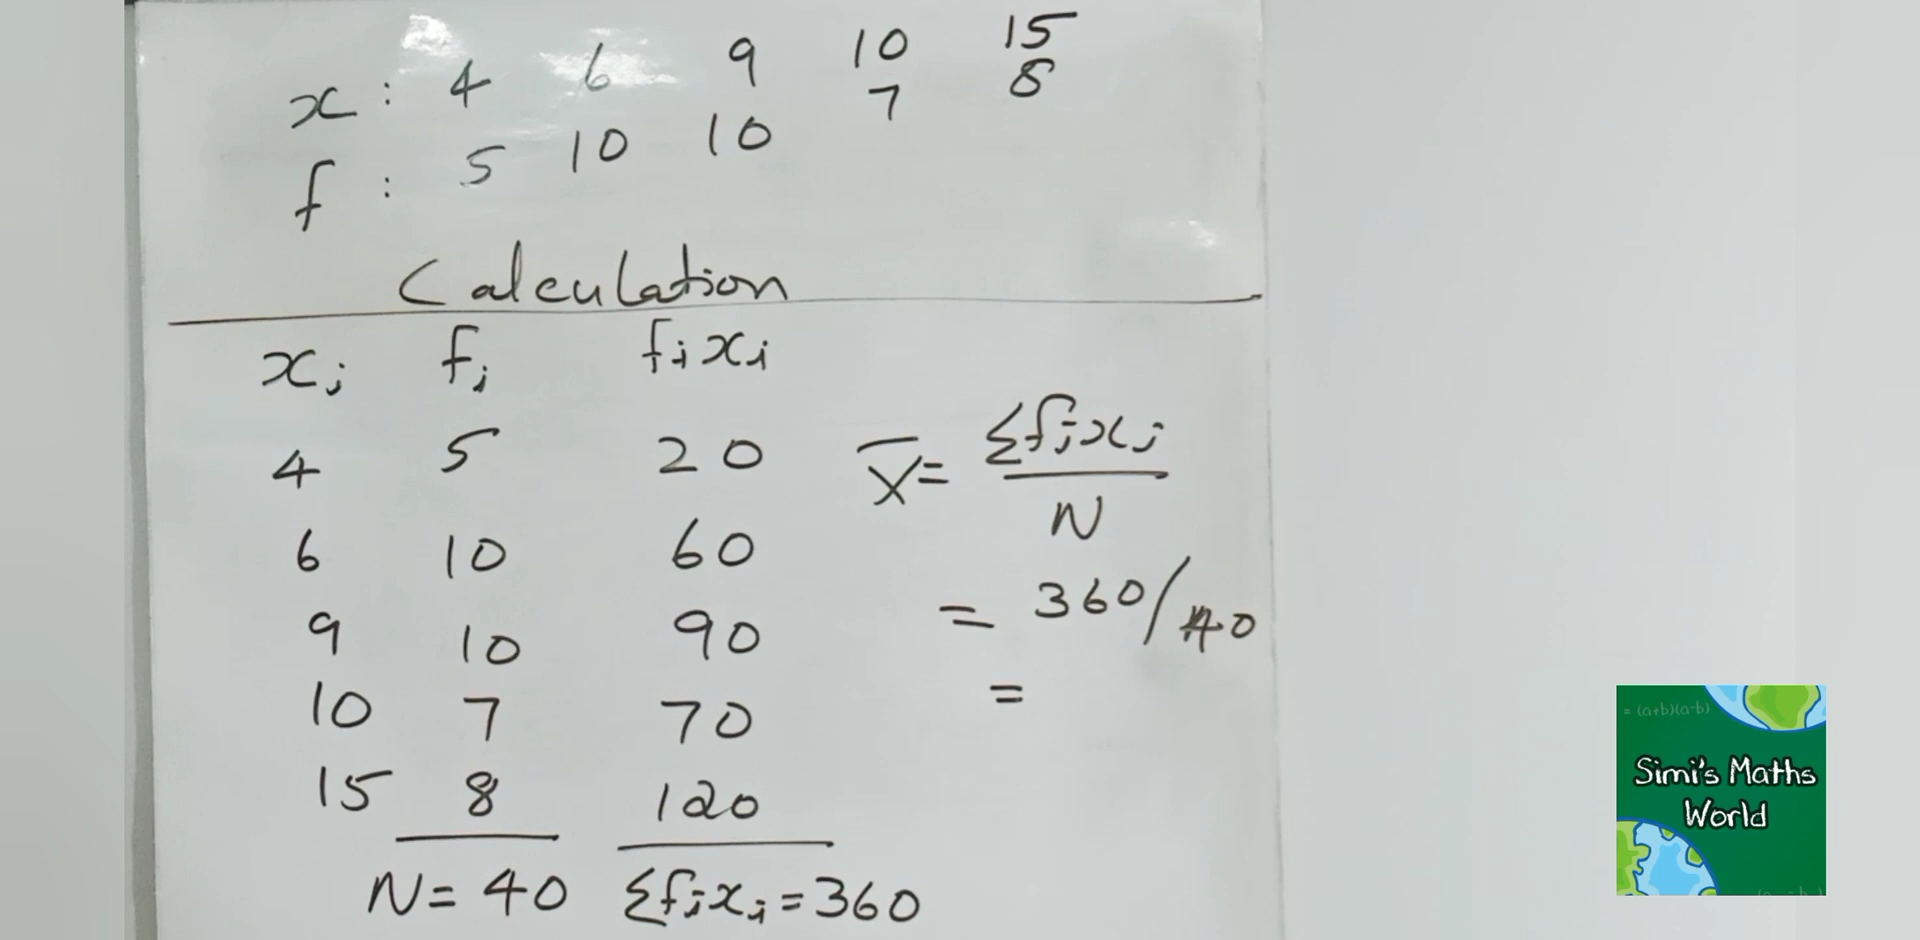 x : 4 6 9 10 15
f : 5 10 10 7 8
Calculation
xi fi fixi
4 5 20
6 10 60
9 10 90
10 7 70
15 8 120
N = 40 Σfixi = 360
x̄ = Σfixi / N
= 360/40
=
= (a+b)(a-b)
Simi's Maths
World